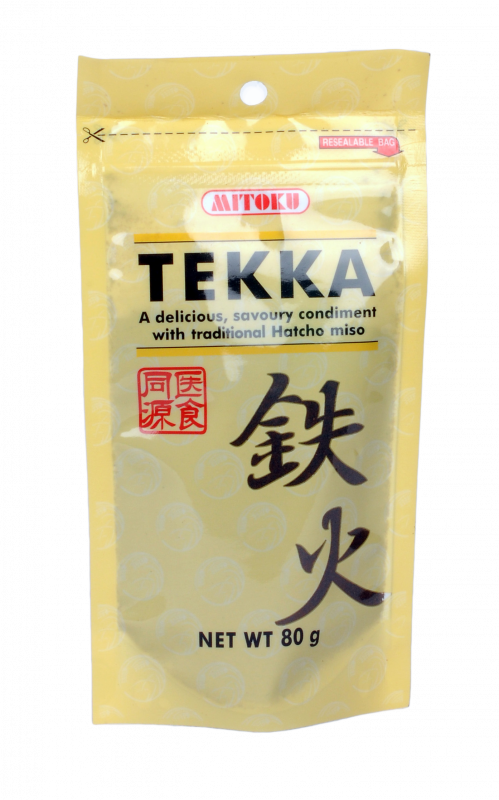 RESEALABLE BAG
MITOKU
TEKKA
A delicious, savoury condiment
with traditional Hatcho miso
医食
同源
鉄
火
NET WT 80 g